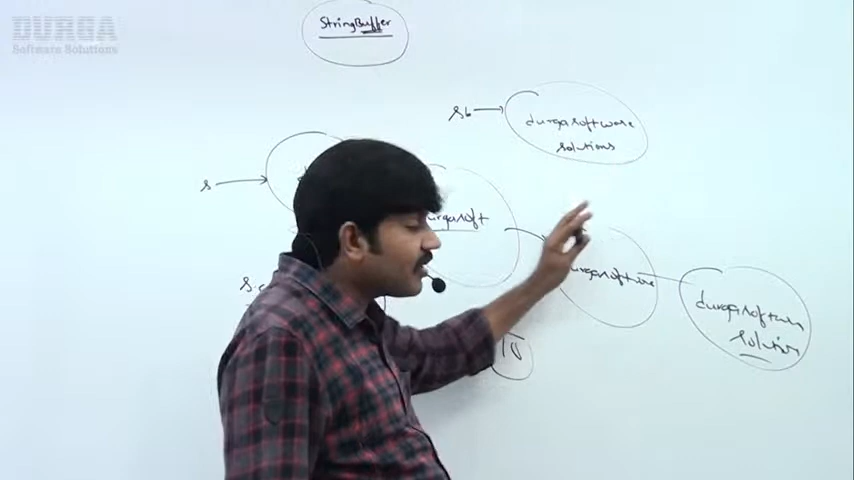 DURGA
Software Solutions
StringBuffer
sb
durgasoftware
solutions
s
durgasoft
durgasoftware
durgasoftware
solution
10